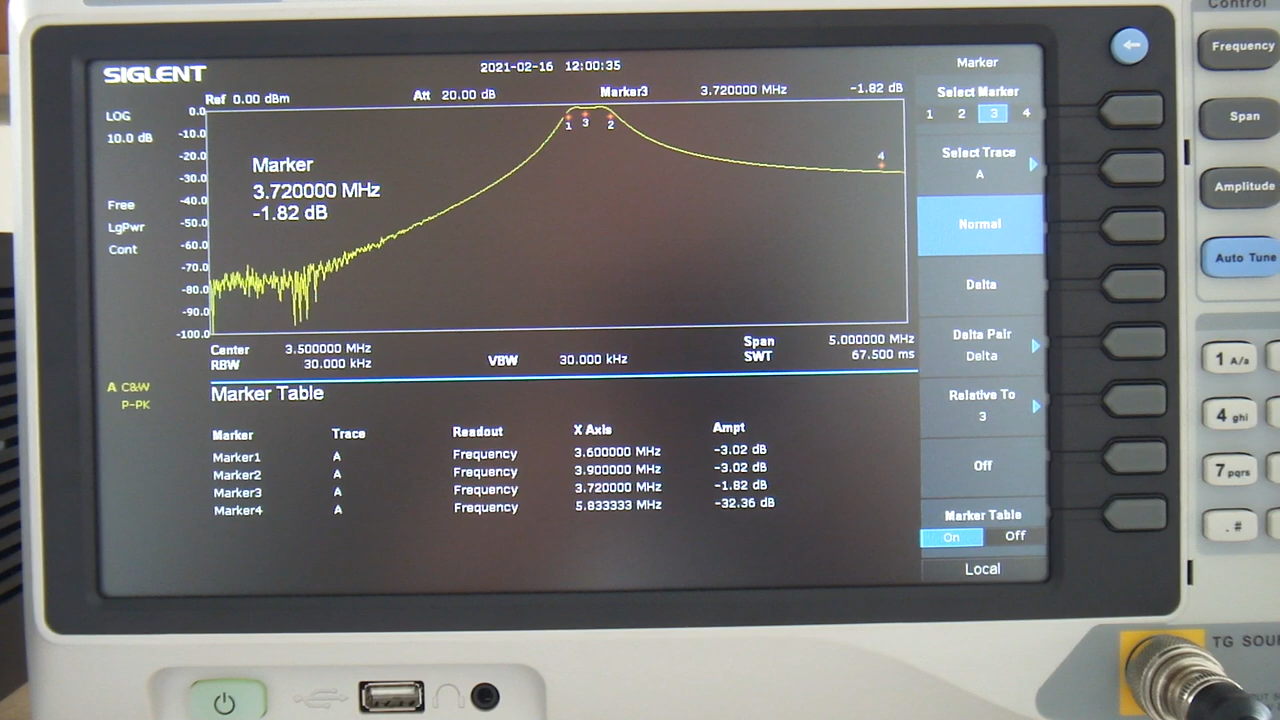 Control
SIGLENT
2021-02-16 12:00:35
Marker
Frequency
Ref 0.00 dBm
Att 20.00 dB
Marker3 3.720000 MHz -1.82 dB
Select Marker
1 2 3 4
LOG
10.0 dB
0.0
-10.0
-20.0
-30.0
-40.0
-50.0
-60.0
-70.0
-80.0
-90.0
-100.0
1 3 2
4
Marker
3.720000 MHz
-1.82 dB
Free
LgPwr
Cont
Span
Select Trace
A
Amplitude
Normal
Auto Tune
Delta
Center 3.500000 MHz
RBW 30.000 kHz
VBW 30.000 kHz
Span 5.000000 MHz
SWT 67.500 ms
Delta Pair
Delta
1 A/a
A C&W
P-PK
Marker Table
Relative To
3
4 ghi
Marker Trace Readout X Axis Ampt
Marker1 A Frequency 3.600000 MHz -3.02 dB
Marker2 A Frequency 3.900000 MHz -3.02 dB
Marker3 A Frequency 3.720000 MHz -1.82 dB
Marker4 A Frequency 5.833333 MHz -32.36 dB
Off
7 pqrs
Marker Table
On Off
. #
Local
TG SOU